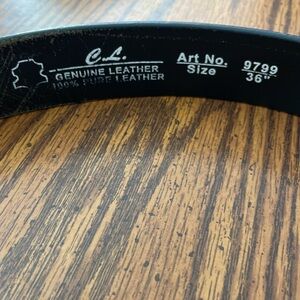 C.L.
GENUINE LEATHER
100% PURE LEATHER
Art No. 9799
Size 36"